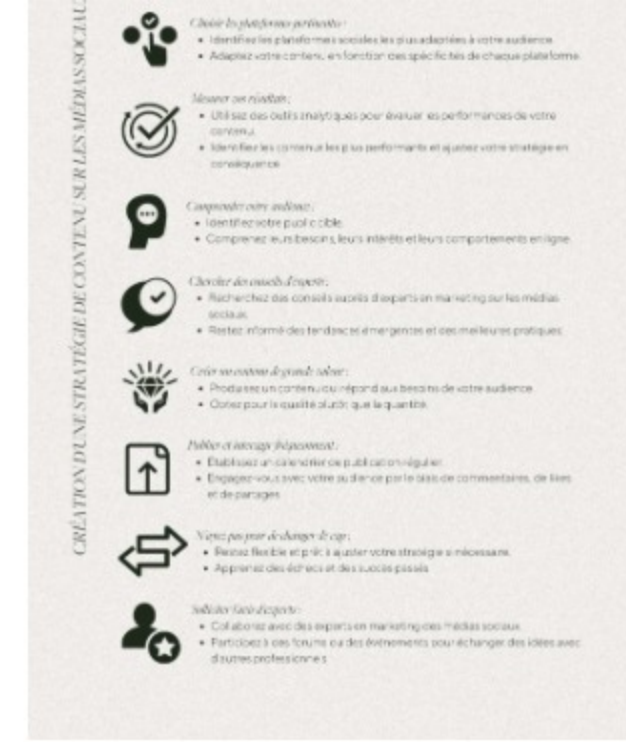 CRÉATION D'UNE STRATÉGIE DE CONTENU SUR LES MÉDIAS SOCIAUX
Choisir les plateformes pertinentes :
• Identifiez les plateformes sociales les plus adaptées à votre audience.
• Adaptez votre contenu en fonction des spécificités de chaque plateforme.
Mesurer vos résultats :
• Utilisez des outils analytiques pour évaluer les performances de votre
contenu.
• Identifiez les contenus les plus performants et ajustez votre stratégie en
conséquence.
Comprendre votre audience :
• Identifiez votre public cible.
• Comprenez leurs besoins, leurs intérêts et leurs comportements en ligne.
Chercher des conseils d'experts :
• Recherchez des conseils auprès d'experts en marketing sur les médias
sociaux.
• Restez informé des tendances émergentes et des meilleures pratiques.
Créer un contenu de grande valeur :
• Produisez un contenu qui répond aux besoins de votre audience.
• Optez pour la qualité plutôt que la quantité.
Publier et interagir fréquemment :
• Établissez un calendrier de publication régulier.
• Engagez-vous avec votre audience par le biais de commentaires, de likes
et de partages.
N'ayez pas peur de changer de cap :
• Restez flexible et prêt à ajuster votre stratégie si nécessaire.
• Apprenez des échecs et des succès passés.
Solliciter l'avis d'experts :
• Collaborez avec des experts en marketing des médias sociaux.
• Participez à des forums ou des événements pour échanger des idées avec
d'autres professionnels.